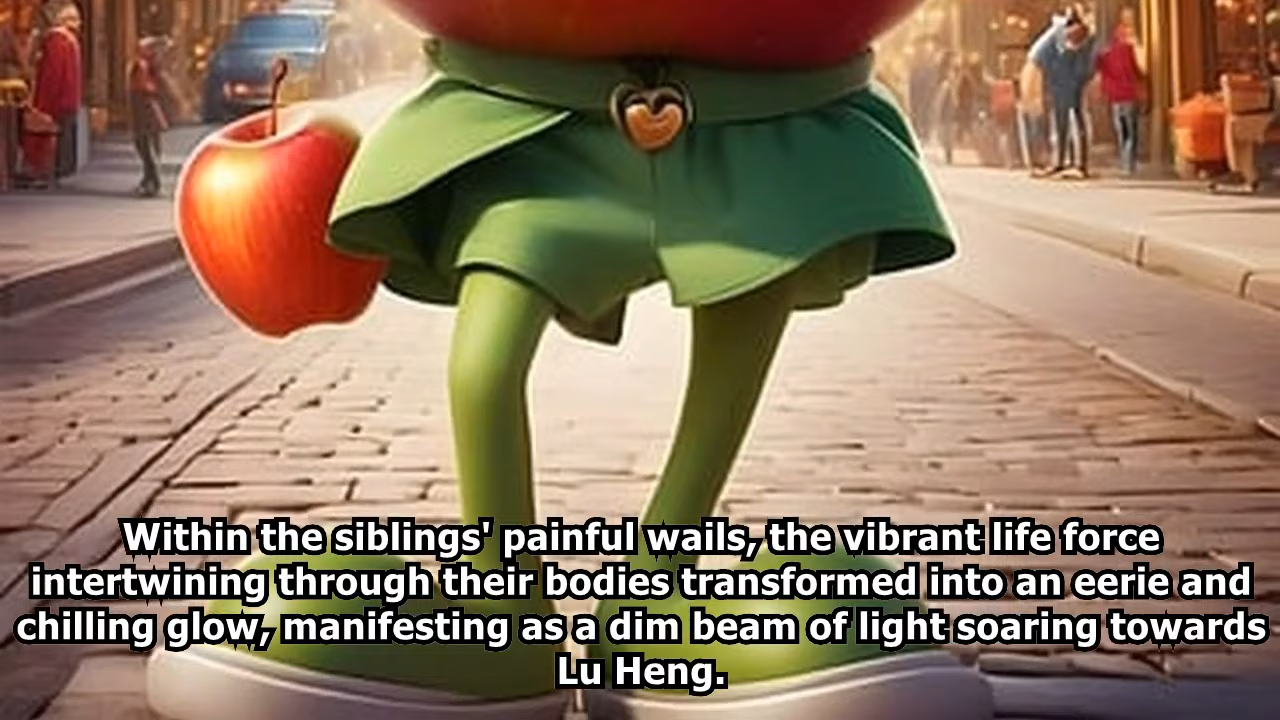 Within the siblings' painful wails, the vibrant life force
intertwining through their bodies transformed into an eerie and
chilling glow, manifesting as a dim beam of light soaring towards
Lu Heng.